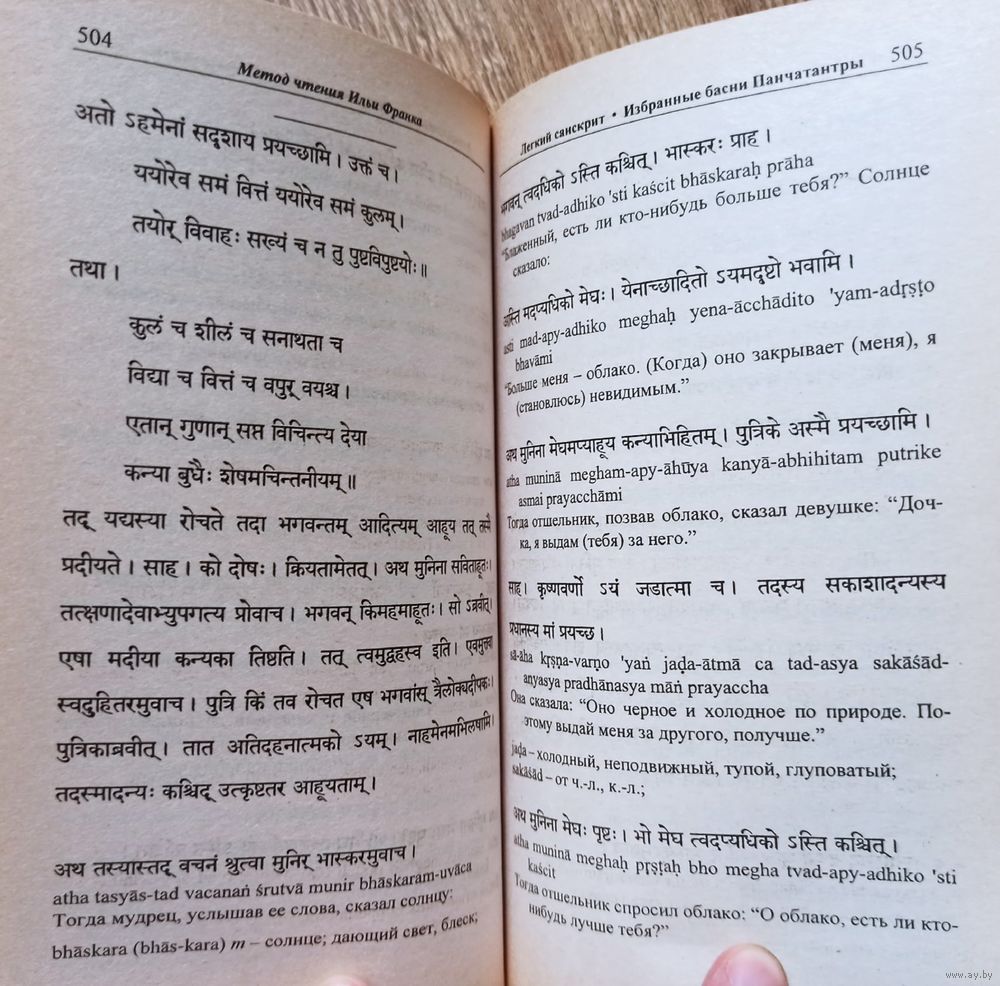 504
Метод чтения Ильи Франка
अतो ऽहमेनां सदृशाय प्रयच्छामि। उक्तं च।
ययोरेव समं वित्तं ययोरेव समं कुलम्।
तयोर् विवाहः सख्यं च न तु पुष्टविपुष्टयोः॥
तथा।
कुलं च शीलं च सनाथता च
विद्या च वित्तं च वपुर् वयश्च।
एतान् गुणान् सप्त विचिन्त्य देया
कन्या बुधैः शेषमचिन्तनीयम्॥
तद् यद्यस्या रोचते तदा भगवन्तम् आदित्यम् आहूय तत् तस्मै
प्रदीयते। साह। को दोषः। क्रियतामेतत्। अथ मुनिना सविताहूतः।
तत्क्षणादेवाभ्युपगत्य प्रोवाच। भगवन् किमहमाहूतः। सो ऽब्रवीत्।
एषा मदीया कन्यका तिष्ठति। तत् त्वमुद्वहस्व इति। एवमुक्त्वा
स्वदुहितरमुवाच। पुत्रि किं तव रोचत एष भगवांस् त्रैलोक्यदीपकः।
पुत्रिकाब्रवीत्। तात अतिदहनात्मको ऽयम्। नाहमेनमभिलषामि।
तदस्मादन्यः कश्चिद् उत्कृष्टतर आहूयताम्।
अथ तस्यास्तद् वचनं श्रुत्वा मुनिर् भास्करमुवाच।
atha tasyās-tad vacanaṅ śrutvā munir bhāskaram-uvāca
Тогда мудрец, услышав ее слова, сказал солнцу:
bhāskara (bhās-kara) m – солнце; дающий свет, блеск;
505
Легкий санскрит • Избранные басни Панчатантры
भगवन् त्वदधिको ऽस्ति कश्चित्। भास्करः प्राह।
bhagavan tvad-adhiko 'sti kaścit bhāskaraḥ prāha
“Блаженный, есть ли кто-нибудь больше тебя?” Солнце
сказало:
अस्ति मदप्यधिको मेघः। येनाच्छादितो ऽयमदृष्टो भवामि।
asti mad-apy-adhiko meghaḥ yena-ācchādito 'yam-adṛṣṭo
bhavāmi
“Больше меня – облако. (Когда) оно закрывает (меня), я
(становлюсь) невидимым.”
अथ मुनिना मेघमप्याहूय कन्याभिहितम्। पुत्रिके अस्मै प्रयच्छामि।
atha muninā megham-apy-āhūya kanyā-abhihitam putrike
asmai prayacchāmi
Тогда отшельник, позвав облако, сказал девушке: “Доч-
ка, я выдам (тебя) за него.”
साह। कृष्णवर्णो ऽयं जडात्मा च। तदस्य सकाशादन्यस्य
प्रधानस्य मां प्रयच्छ।
sā-āha kṛṣṇa-varṇo 'yaṅ jaḍa-ātmā ca tad-asya sakāśād-
anyasya pradhānasya māṅ prayaccha
Она сказала: “Оно черное и холодное по природе. По-
этому выдай меня за другого, получше.”
jaḍa – холодный, неподвижный, тупой, глуповатый;
sakāśād – от ч.-л., к.-л.;
अथ मुनिना मेघः पृष्टः। भो मेघ त्वदप्यधिको ऽस्ति कश्चित्।
atha muninā meghaḥ pṛṣṭaḥ bho megha tvad-apy-adhiko 'sti
kaścit
Тогда отшельник спросил облако: “О облако, есть ли кто-
нибудь лучше тебя?”
www.ay.by